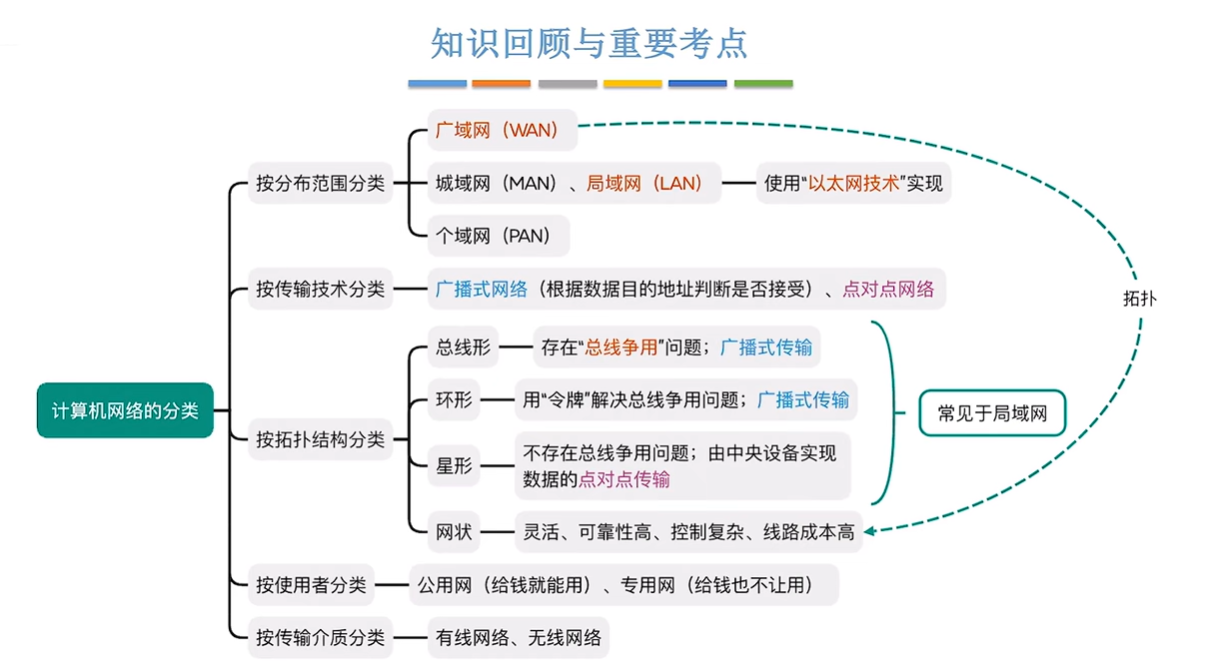 知识回顾与重要考点
计算机网络的分类
按分布范围分类
广域网（WAN）
城域网（MAN）、局域网（LAN）
使用“以太网技术”实现
个域网（PAN）
按传输技术分类
广播式网络（根据数据目的地址判断是否接受）、点对点网络
按拓扑结构分类
总线形
存在“总线争用”问题；广播式传输
环形
用“令牌”解决总线争用问题；广播式传输
星形
不存在总线争用问题；由中央设备实现
数据的点对点传输
网状
灵活、可靠性高、控制复杂、线路成本高
常见于局域网
拓扑
按使用者分类
公用网（给钱就能用）、专用网（给钱也不让用）
按传输介质分类
有线网络、无线网络